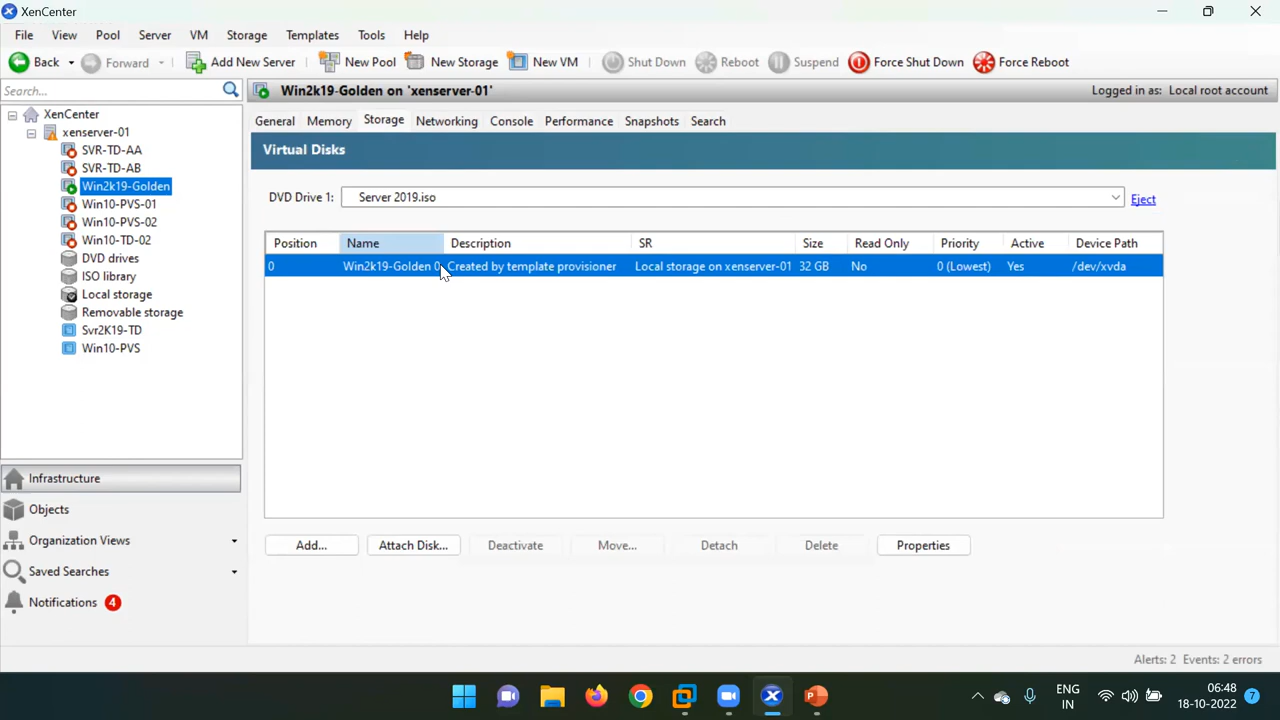 XenCenter
File View Pool Server VM Storage Templates Tools Help
Back Forward Add New Server New Pool New Storage New VM Shut Down Reboot Suspend Force Shut Down Force Reboot
Search...
Win2k19-Golden on 'xenserver-01' Logged in as: Local root account
XenCenter
xenserver-01
SVR-TD-AA
SVR-TD-AB
Win2k19-Golden
Win10-PVS-01
Win10-PVS-02
Win10-TD-02
DVD drives
ISO library
Local storage
Removable storage
Svr2K19-TD
Win10-PVS
Infrastructure
Objects
Organization Views
Saved Searches
Notifications 4
General Memory Storage Networking Console Performance Snapshots Search
Virtual Disks
DVD Drive 1: Server 2019.iso Eject
Position Name Description SR Size Read Only Priority Active Device Path
0 Win2k19-Golden 0 Created by template provisioner Local storage on xenserver-01 32 GB No 0 (Lowest) Yes /dev/xvda
Add... Attach Disk... Deactivate Move... Detach Delete Properties
Alerts: 2 Events: 2 errors
ENG
IN
06:48
18-10-2022
7